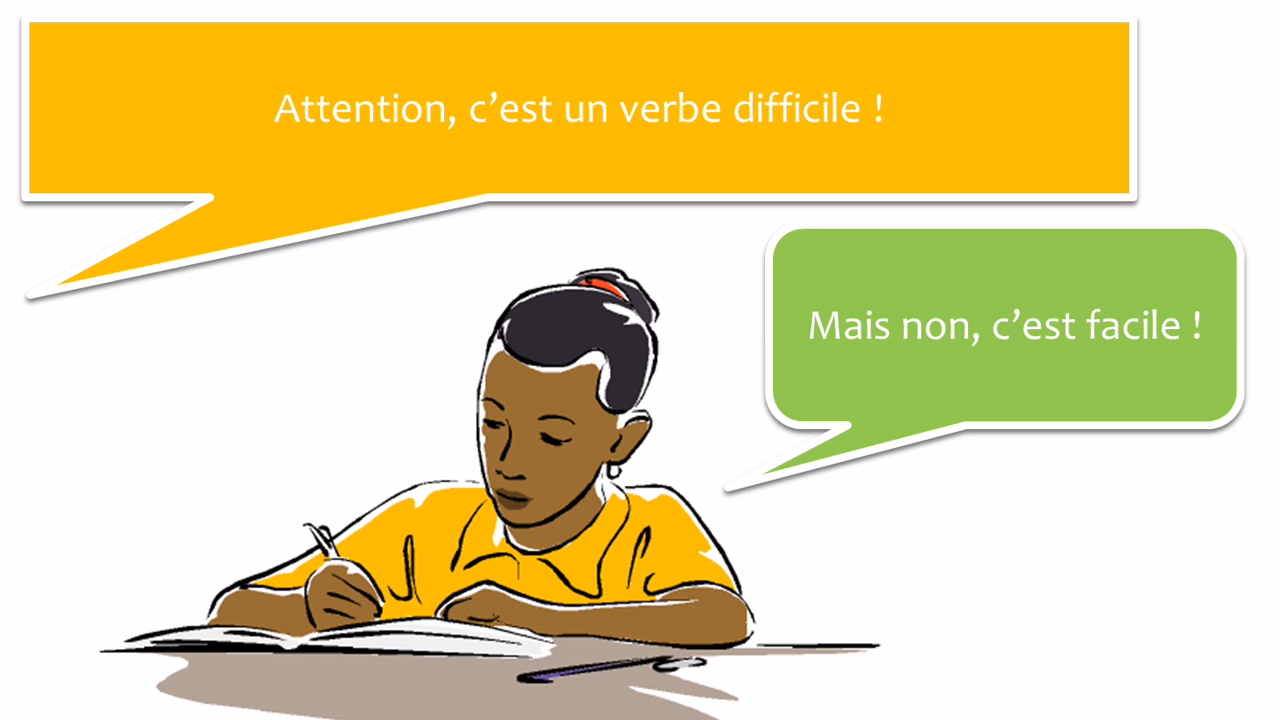 Attention, c’est un verbe difficile !
Mais non, c’est facile !